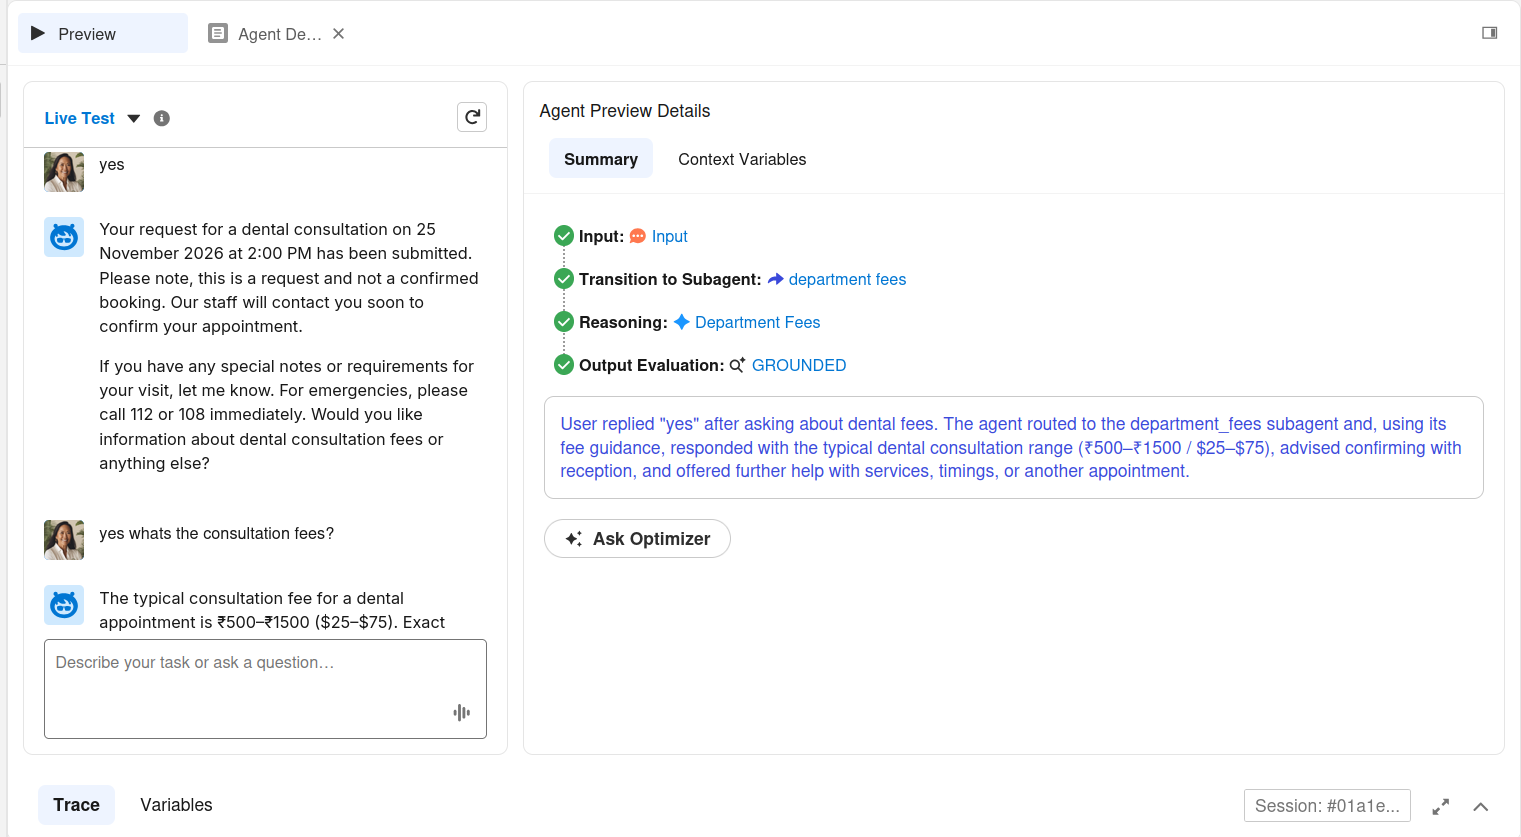 Preview
Agent De…
Live Test
yes
Your request for a dental consultation on 25
November 2026 at 2:00 PM has been submitted.
Please note, this is a request and not a confirmed
booking. Our staff will contact you soon to
confirm your appointment.
If you have any special notes or requirements for
your visit, let me know. For emergencies, please
call 112 or 108 immediately. Would you like
information about dental consultation fees or
anything else?
yes whats the consultation fees?
The typical consultation fee for a dental
appointment is ₹500–₹1500 ($25–$75). Exact
Describe your task or ask a question…
Agent Preview Details
Summary
Context Variables
Input: Input
Transition to Subagent: department fees
Reasoning: Department Fees
Output Evaluation: GROUNDED
User replied "yes" after asking about dental fees. The agent routed to the department_fees subagent and, using its
fee guidance, responded with the typical dental consultation range (₹500–₹1500 / $25–$75), advised confirming with
reception, and offered further help with services, timings, or another appointment.
Ask Optimizer
Trace
Variables
Session: #01a1e...